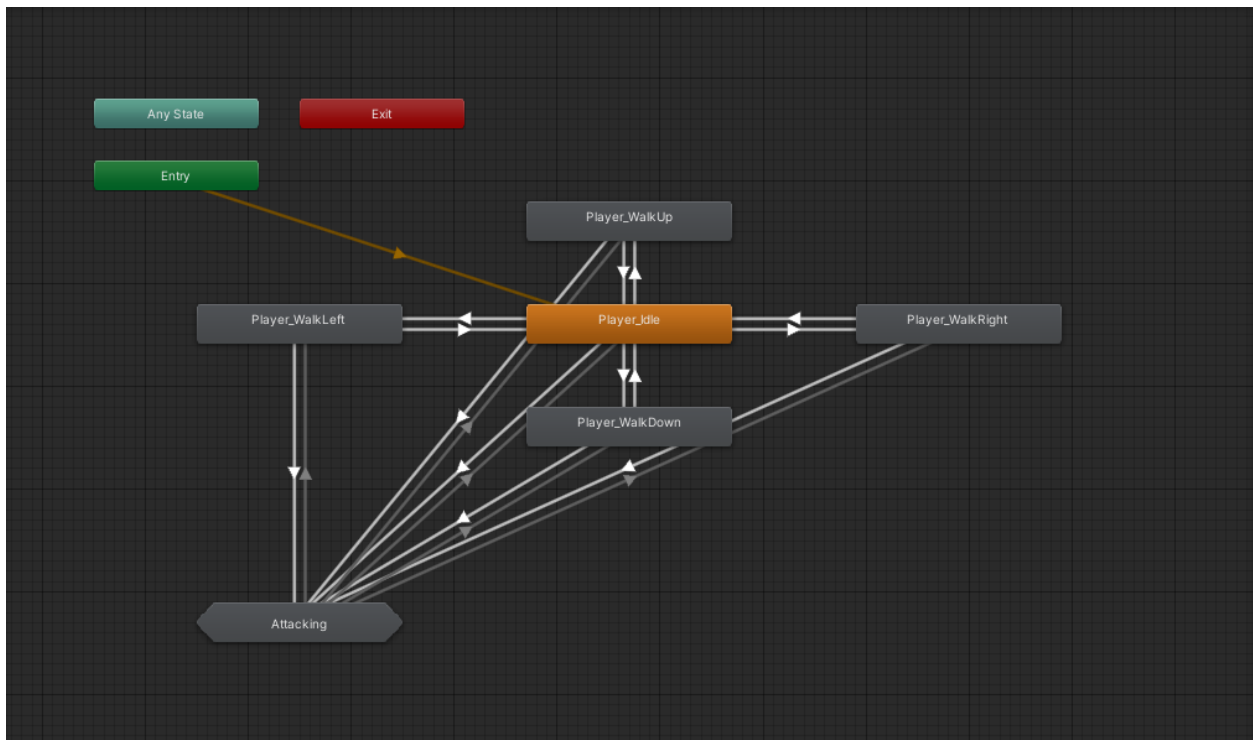 Any State
Exit
Entry
Player_WalkUp
Player_WalkLeft
Player_Idle
Player_WalkRight
Player_WalkDown
Attacking